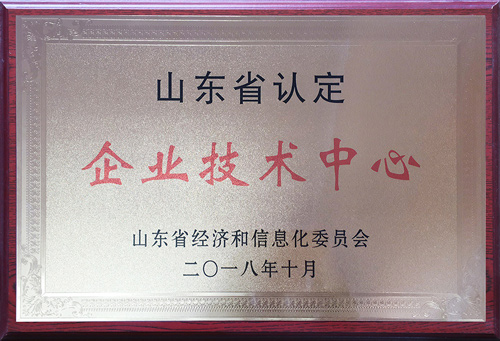 山东省认定
企业技术中心
山东省经济和信息化委员会
二〇一八年十月